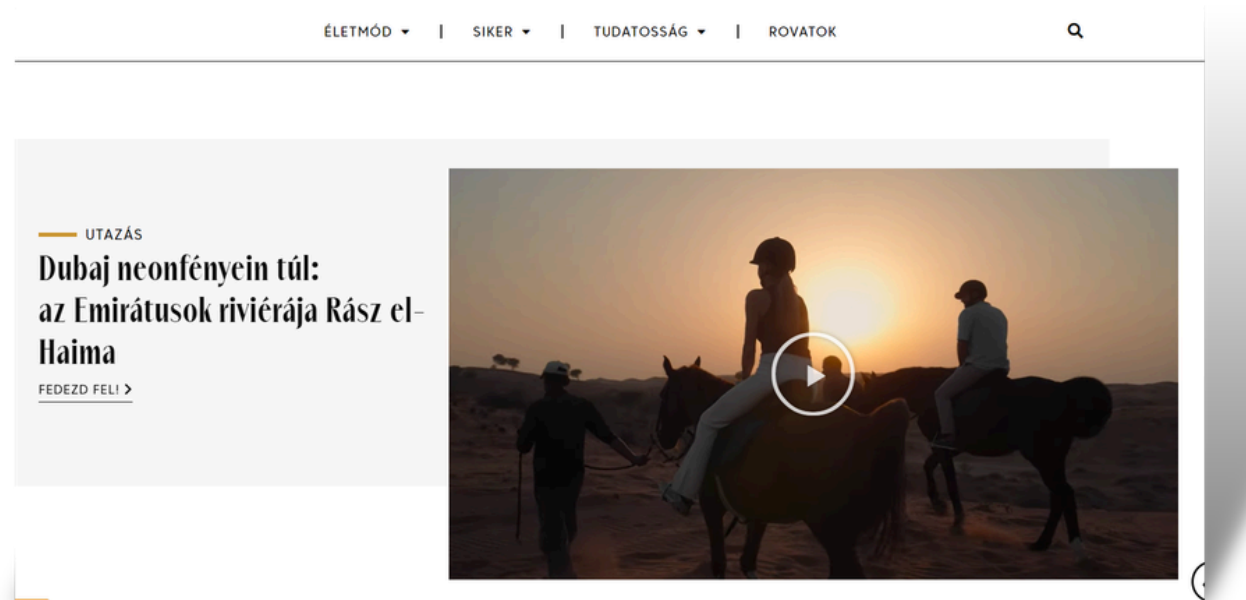 ÉLETMÓD | SIKER | TUDATOSSÁG | ROVATOK
UTAZÁS
Dubaj neonfényein túl:
az Emirátusok riviérája Rász el-
Haima
FEDEZD FEL!